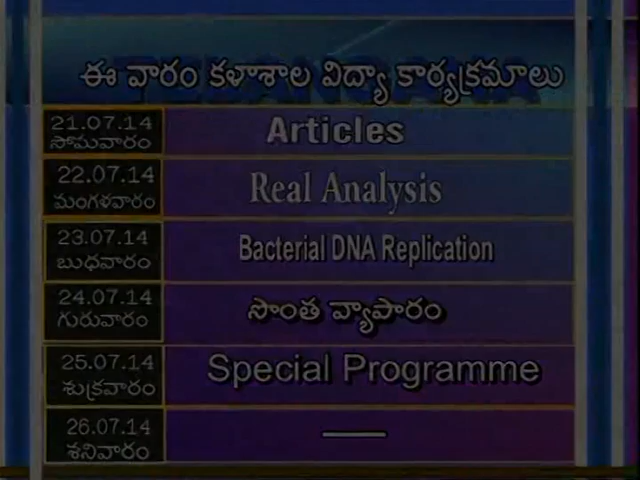 ఈ వారం కళాశాల విద్యా కార్యక్రమాలు
21.07.14
సోమవారం
Articles
22.07.14
మంగళవారం
Real Analysis
23.07.14
బుధవారం
Bacterial DNA Replication
24.07.14
గురువారం
సొంత వ్యాపారం
25.07.14
శుక్రవారం
Special Programme
26.07.14
శనివారం
—